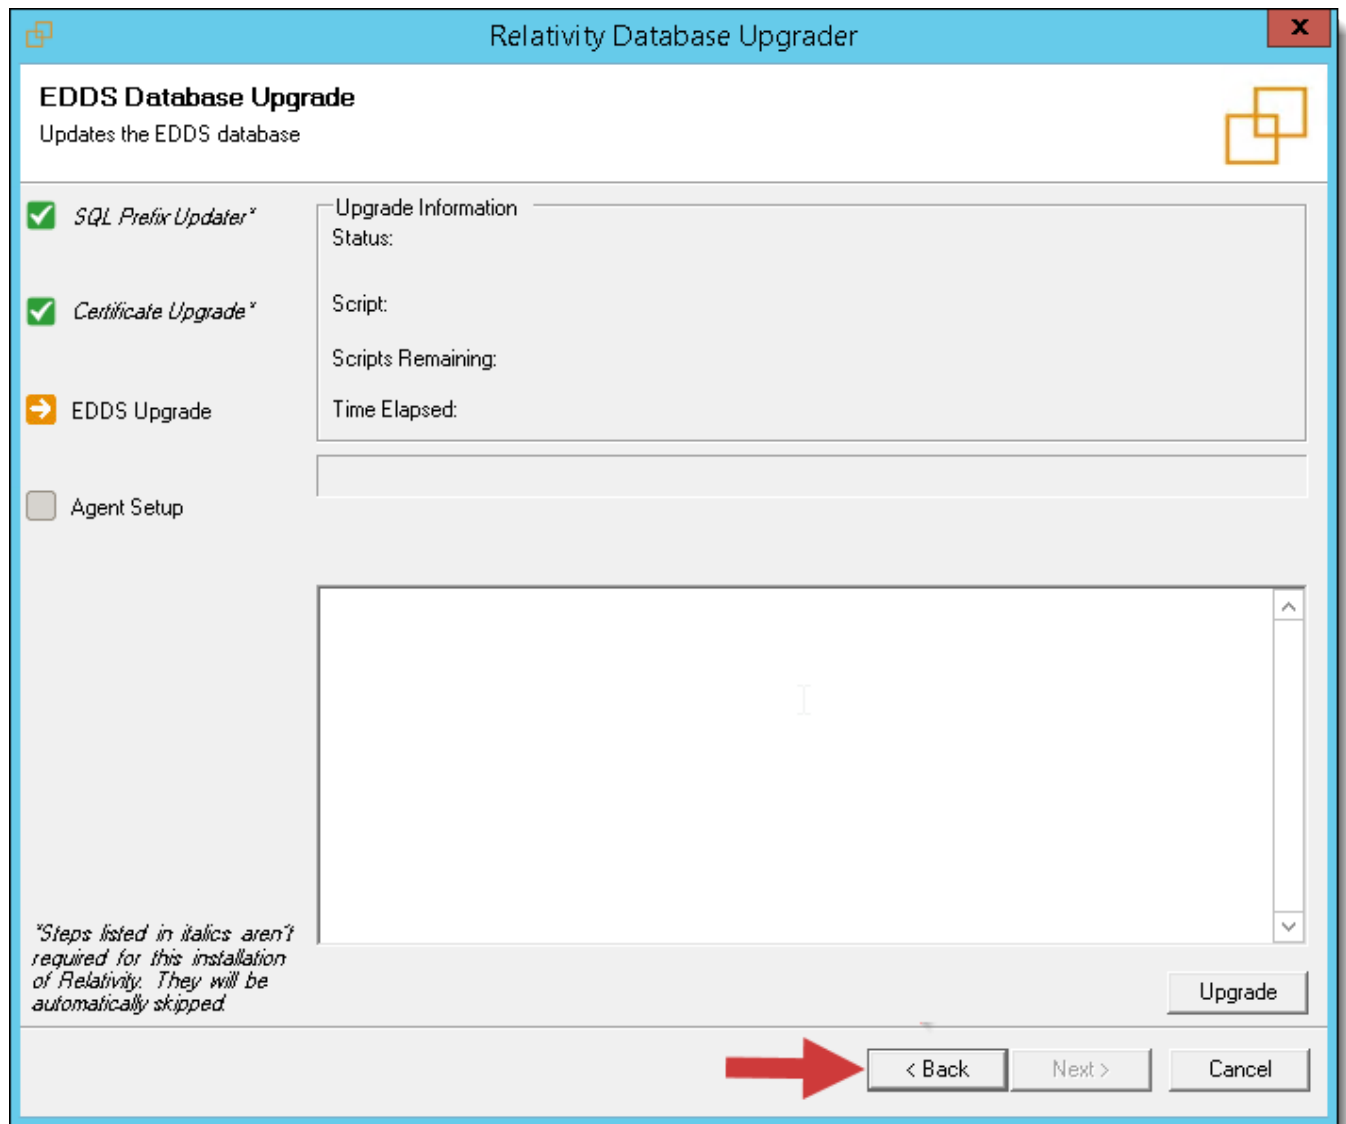 Relativity Database Upgrader
X
EDDS Database Upgrade
Updates the EDDS database
SQL Prefix Updater*
Certificate Upgrade*
EDDS Upgrade
Agent Setup
*Steps listed in italics aren't
required for this installation
of Relativity. They will be
automatically skipped.
Upgrade Information
Status:
Script:
Scripts Remaining:
Time Elapsed:
Upgrade
< Back
Next >
Cancel